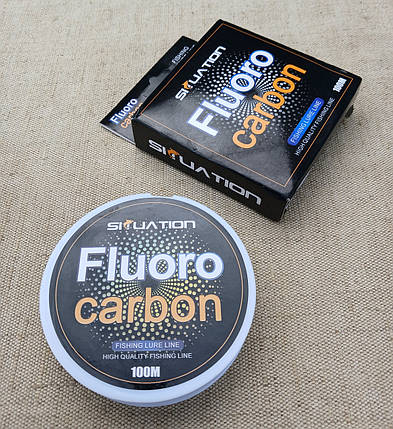 FISHING
Fluoro
carbon
SITUATION
Fluoro
carbon
FISHING LURE LINE
HIGH QUALITY FISHING LINE
100M
SITUATION
SITUATION
Fluoro
carbon
FISHING LURE LINE
HIGH QUALITY FISHING LINE
100M